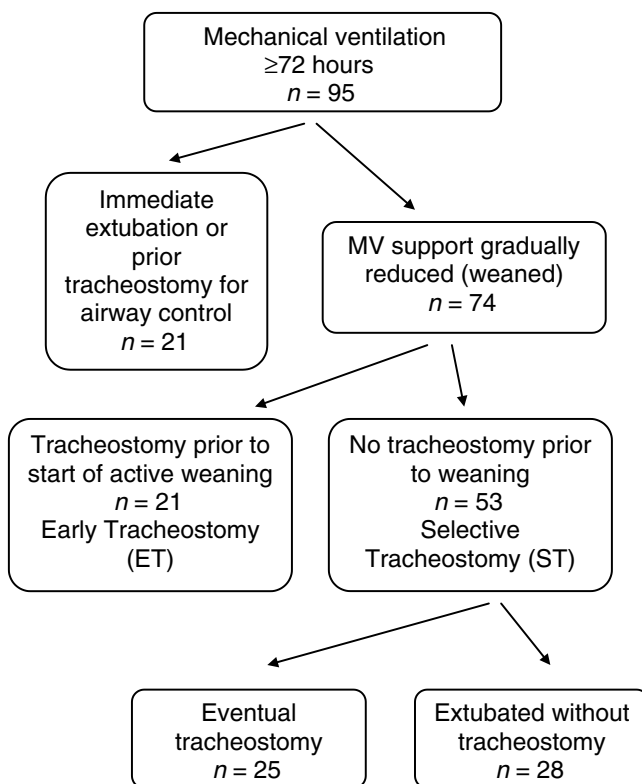 Mechanical ventilation
≥72 hours
n = 95
Immediate
extubation or
prior
tracheostomy for
airway control
n = 21
MV support gradually
reduced (weaned)
n = 74
Tracheostomy prior to
start of active weaning
n = 21
Early Tracheostomy
(ET)
No tracheostomy prior
to weaning
n = 53
Selective
Tracheostomy (ST)
Eventual
tracheostomy
n = 25
Extubated without
tracheostomy
n = 28